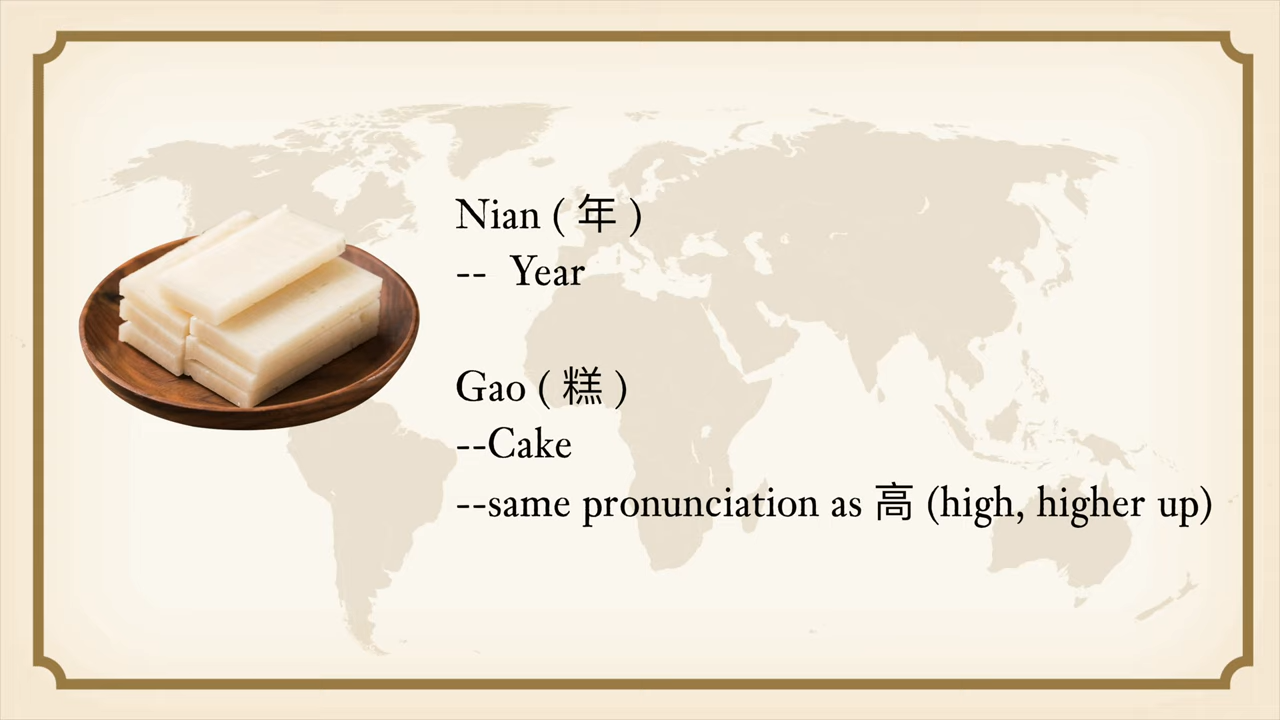 Nian ( 年 )
-- Year
Gao ( 糕 )
--Cake
--same pronunciation as 高 (high, higher up)